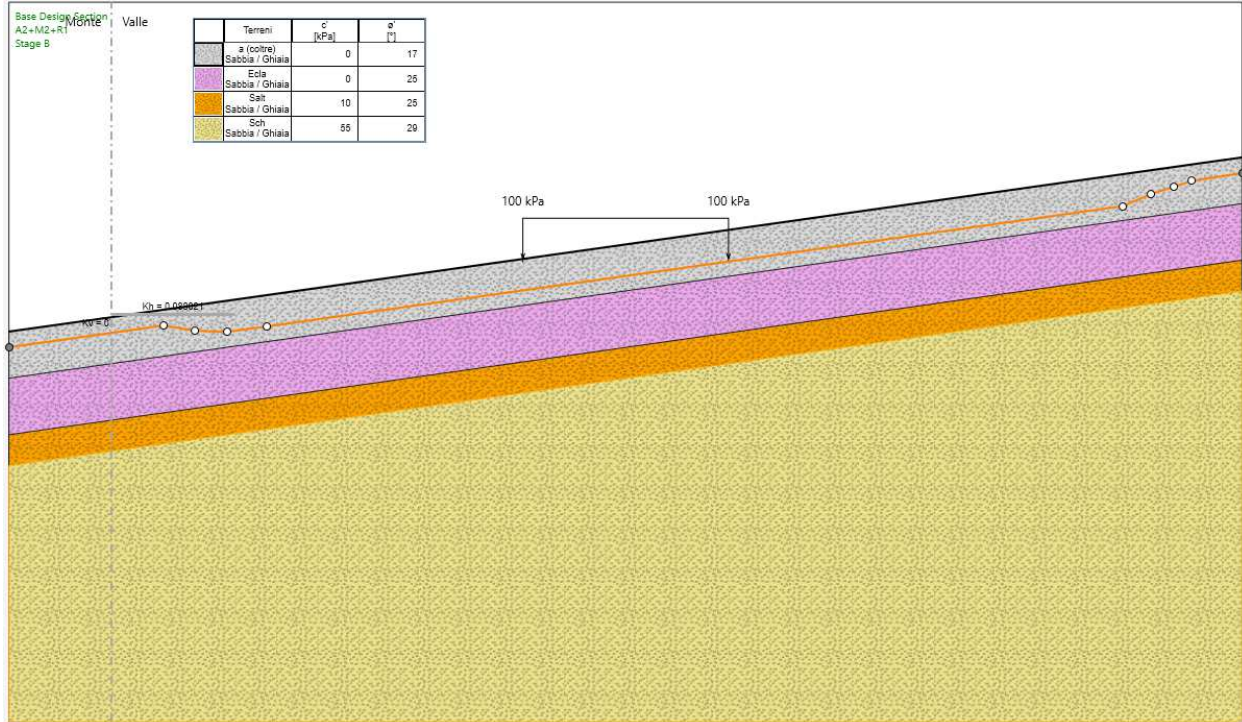 Base Design Section
A2+M2+R1
Stage B
Monte
Valle
Terreni c' [kPa] ø' [°]
a (coltre) Sabbia / Ghiaia 0 17
Ecla Sabbia / Ghiaia 0 25
Salt Sabbia / Ghiaia 10 25
Sch Sabbia / Ghiaia 55 29
100 kPa 100 kPa
Kh =
Kv = 0